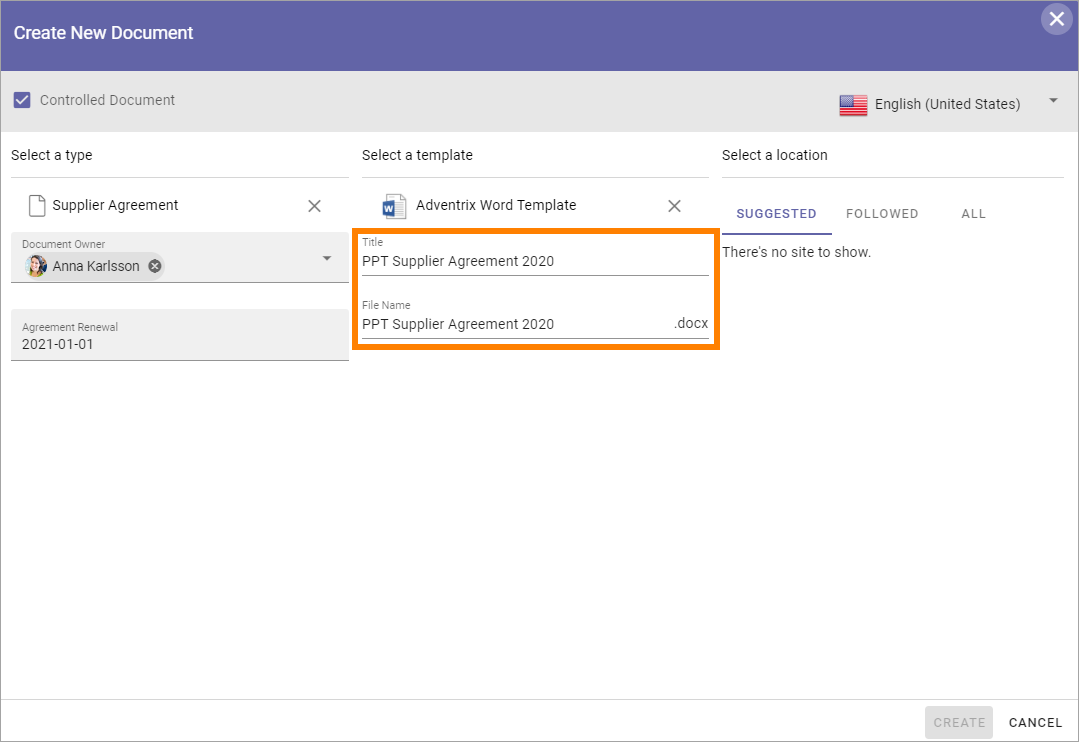 Create New Document
Controlled Document
English (United States)
Select a type
Supplier Agreement
Document Owner
Anna Karlsson
Agreement Renewal
2021-01-01
Select a template
Adventrix Word Template
Title
PPT Supplier Agreement 2020
File Name
PPT Supplier Agreement 2020 .docx
Select a location
SUGGESTED FOLLOWED ALL
There's no site to show.
CREATE CANCEL